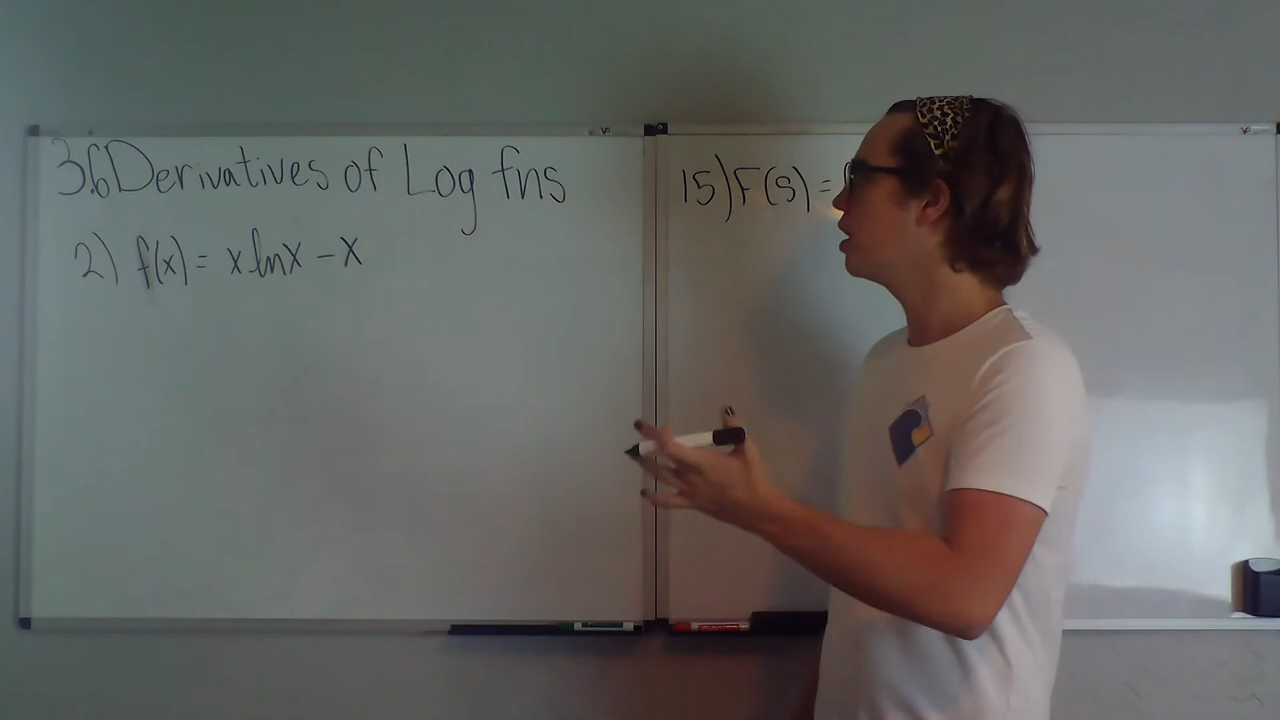 3.6 Derivatives of Log fns
2) f(x) = x lnx - x
15) F(s) =